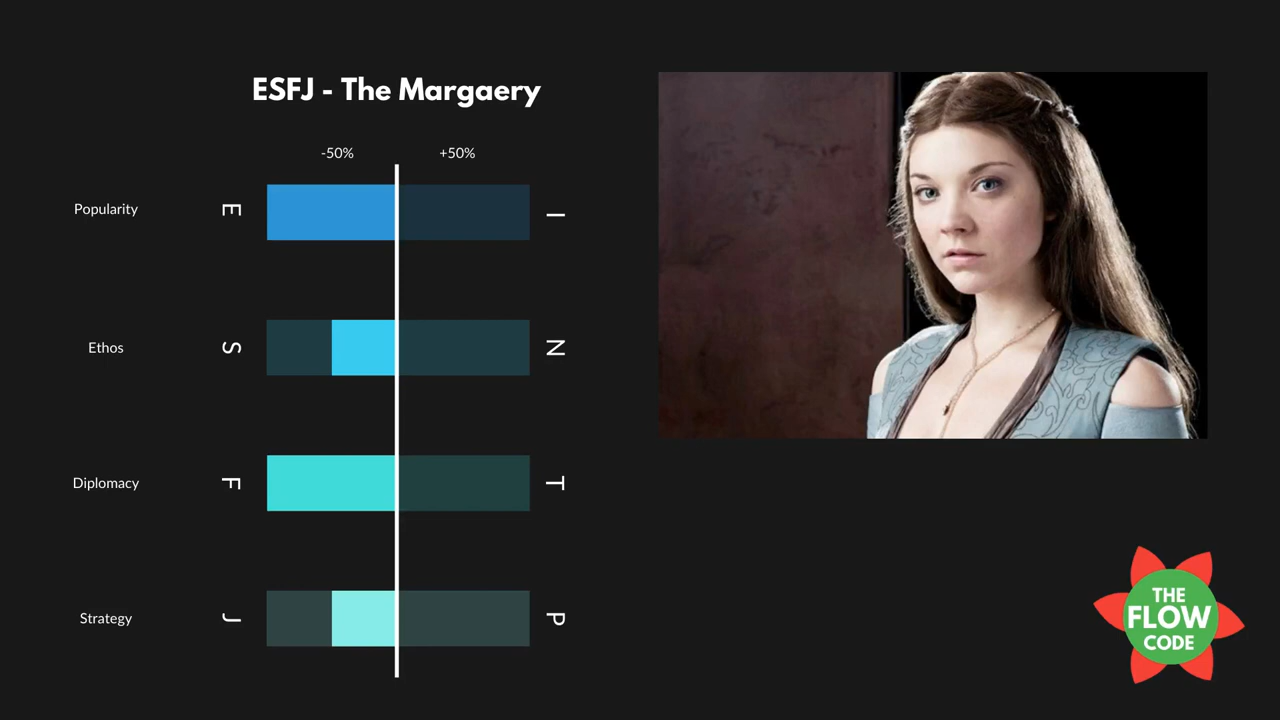 ESFJ - The Margaery
-50% +50%
Popularity E I
Ethos S N
Diplomacy F T
Strategy J P
THE
FLOW
CODE